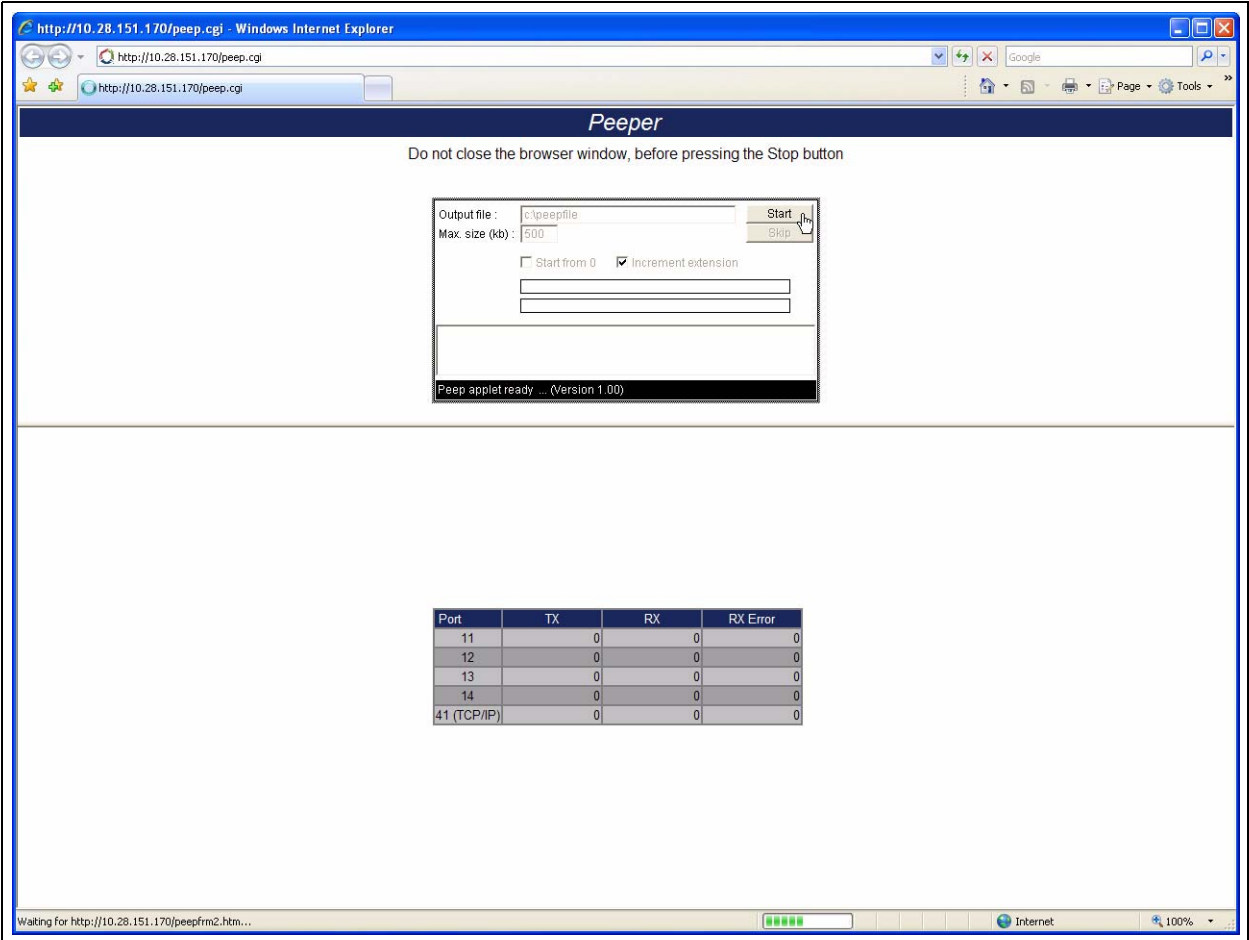 http://10.28.151.170/peep.cgi - Windows Internet Explorer
http://10.28.151.170/peep.cgi
Google
http://10.28.151.170/peep.cgi
Page
Tools
Peeper
Do not close the browser window, before pressing the Stop button
Output file : c:\peepfile Start
Max. size (kb) : 500 Skip
Start from 0 Increment extension
Peep applet ready ... (Version 1.00)
Port TX RX RX Error
11 0 0 0
12 0 0 0
13 0 0 0
14 0 0 0
41 (TCP/IP) 0 0 0
Waiting for http://10.28.151.170/peepfrm2.htm...
Internet
100%